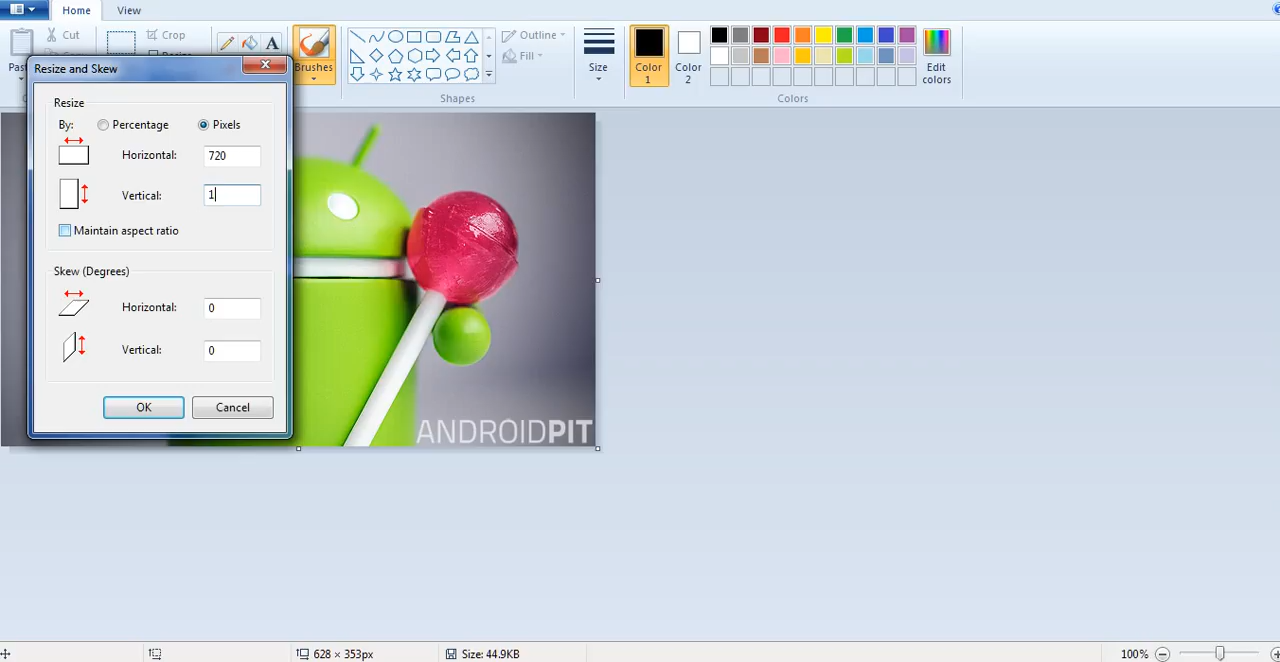 Home
View
Cut
Crop
A
Brushes
Outline
Fill
Size
Color
1
Color
2
Edit
colors
Shapes
Colors
Resize and Skew
Resize
By:
Percentage
Pixels
Horizontal:
720
Vertical:
1
Maintain aspect ratio
Skew (Degrees)
Horizontal:
0
Vertical:
0
OK
Cancel
ANDROIDPIT
628 × 353px
Size: 44.9KB
100%